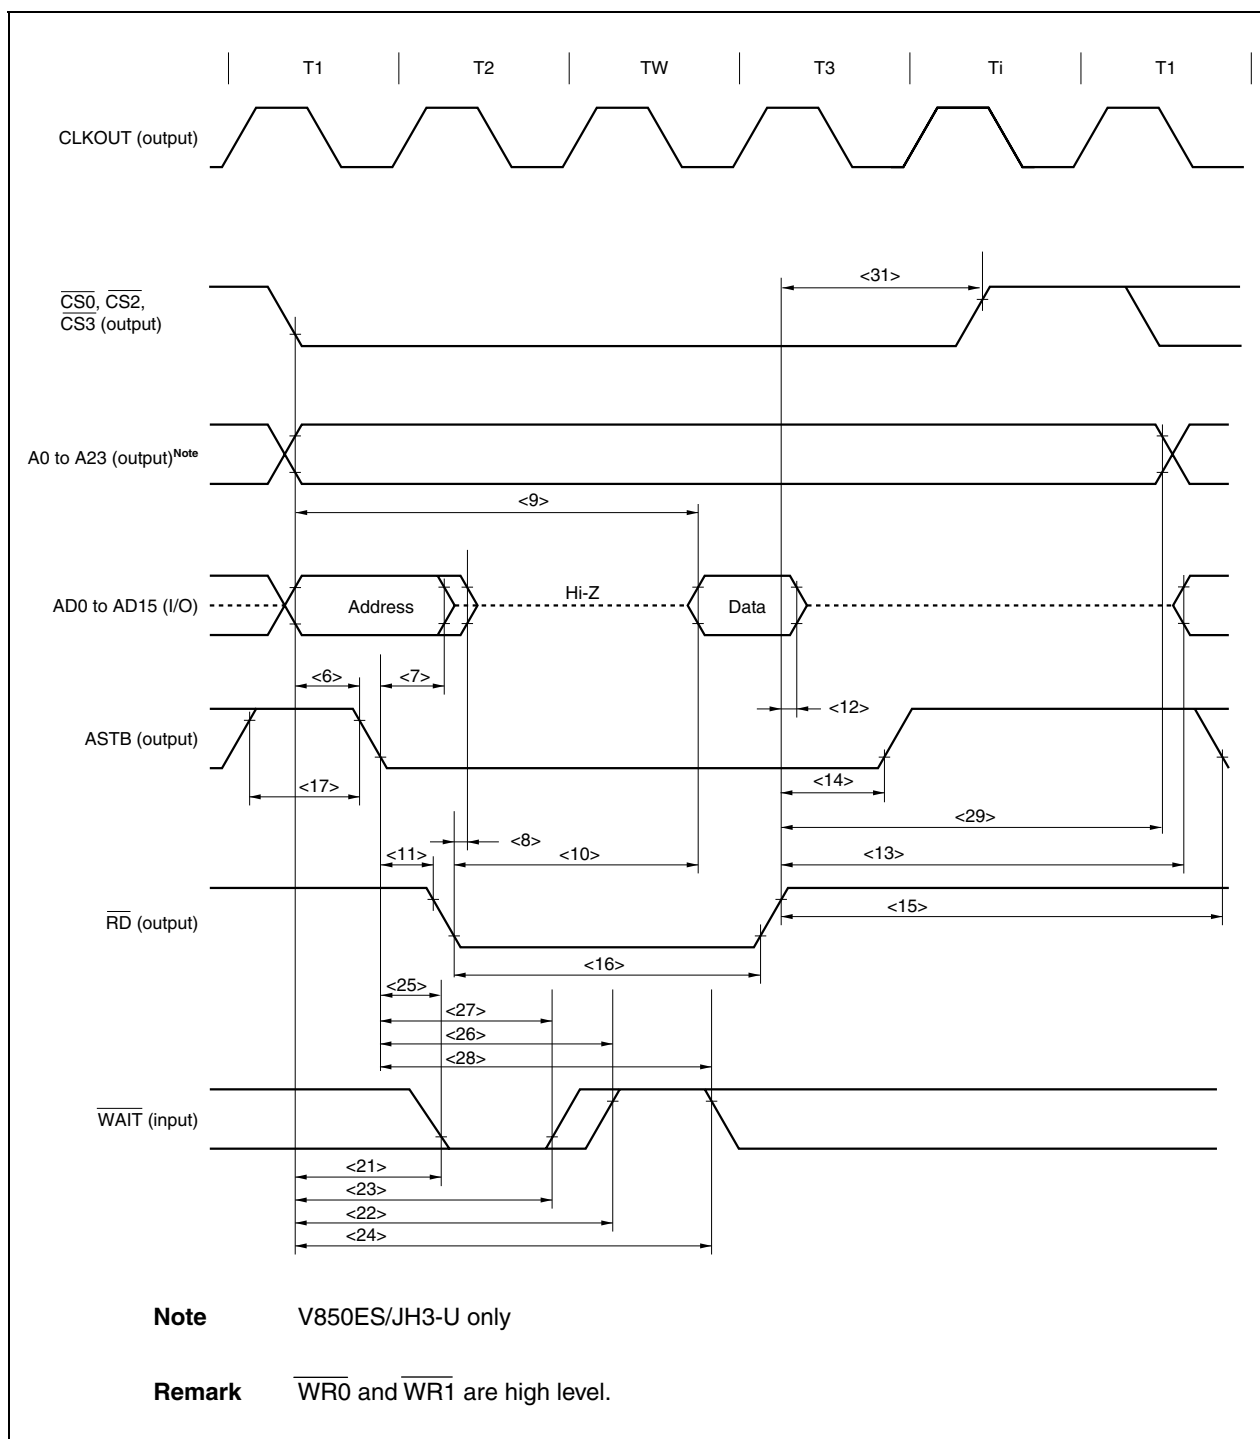 T1 T2 TW T3 Ti T1
CLKOUT (output)
<31>
CS0, CS2,
CS3 (output)
A0 to A23 (output)Note
<9>
AD0 to AD15 (I/O)
Address
Hi-Z
Data
<6> <7>
<12>
ASTB (output)
<17>
<14>
<29>
<11> <8> <10> <13>
<15>
RD (output)
<16>
<25>
<27>
<26>
<28>
WAIT (input)
<21>
<23>
<22>
<24>
Note V850ES/JH3-U only
Remark WR0 and WR1 are high level.